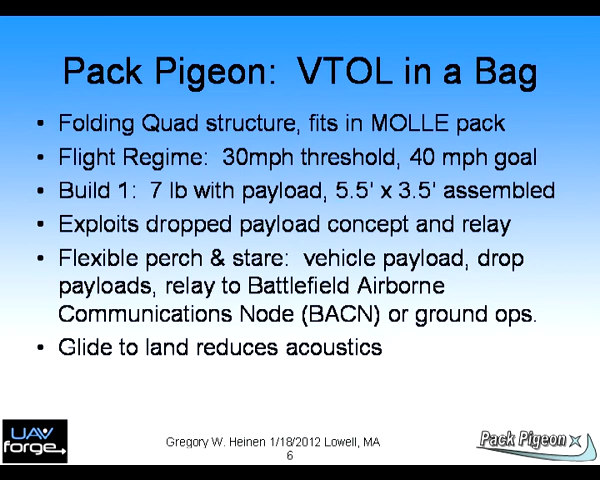 Pack Pigeon:  VTOL in a Bag
• Folding Quad structure, fits in MOLLE pack
• Flight Regime:  30mph threshold, 40 mph goal
• Build 1:  7 lb with payload, 5.5' x 3.5' assembled
• Exploits dropped payload concept and relay
• Flexible perch & stare:  vehicle payload, drop
payloads, relay to Battlefield Airborne
Communications Node (BACN) or ground ops.
• Glide to land reduces acoustics
UAV
forge
Gregory W. Heinen 1/18/2012 Lowell, MA
6
Pack Pigeon